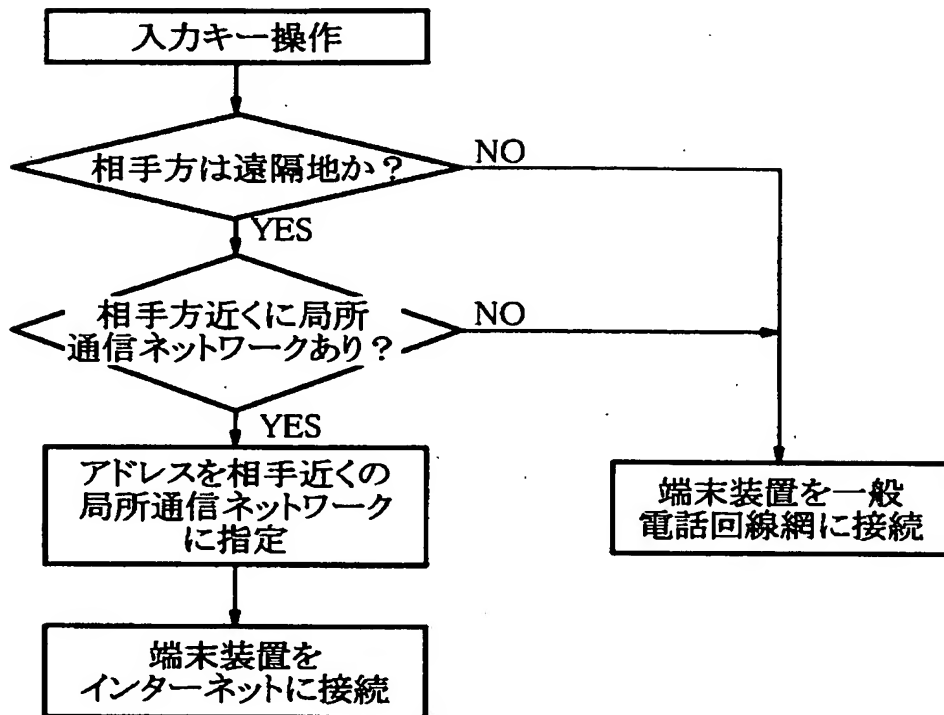 入力キー操作
相手方は遠隔地か？
NO
YES
相手方近くに局所
通信ネットワークあり？
NO
YES
アドレスを相手近くの
局所通信ネットワーク
に指定
端末装置を一般
電話回線網に接続
端末装置を
インターネットに接続